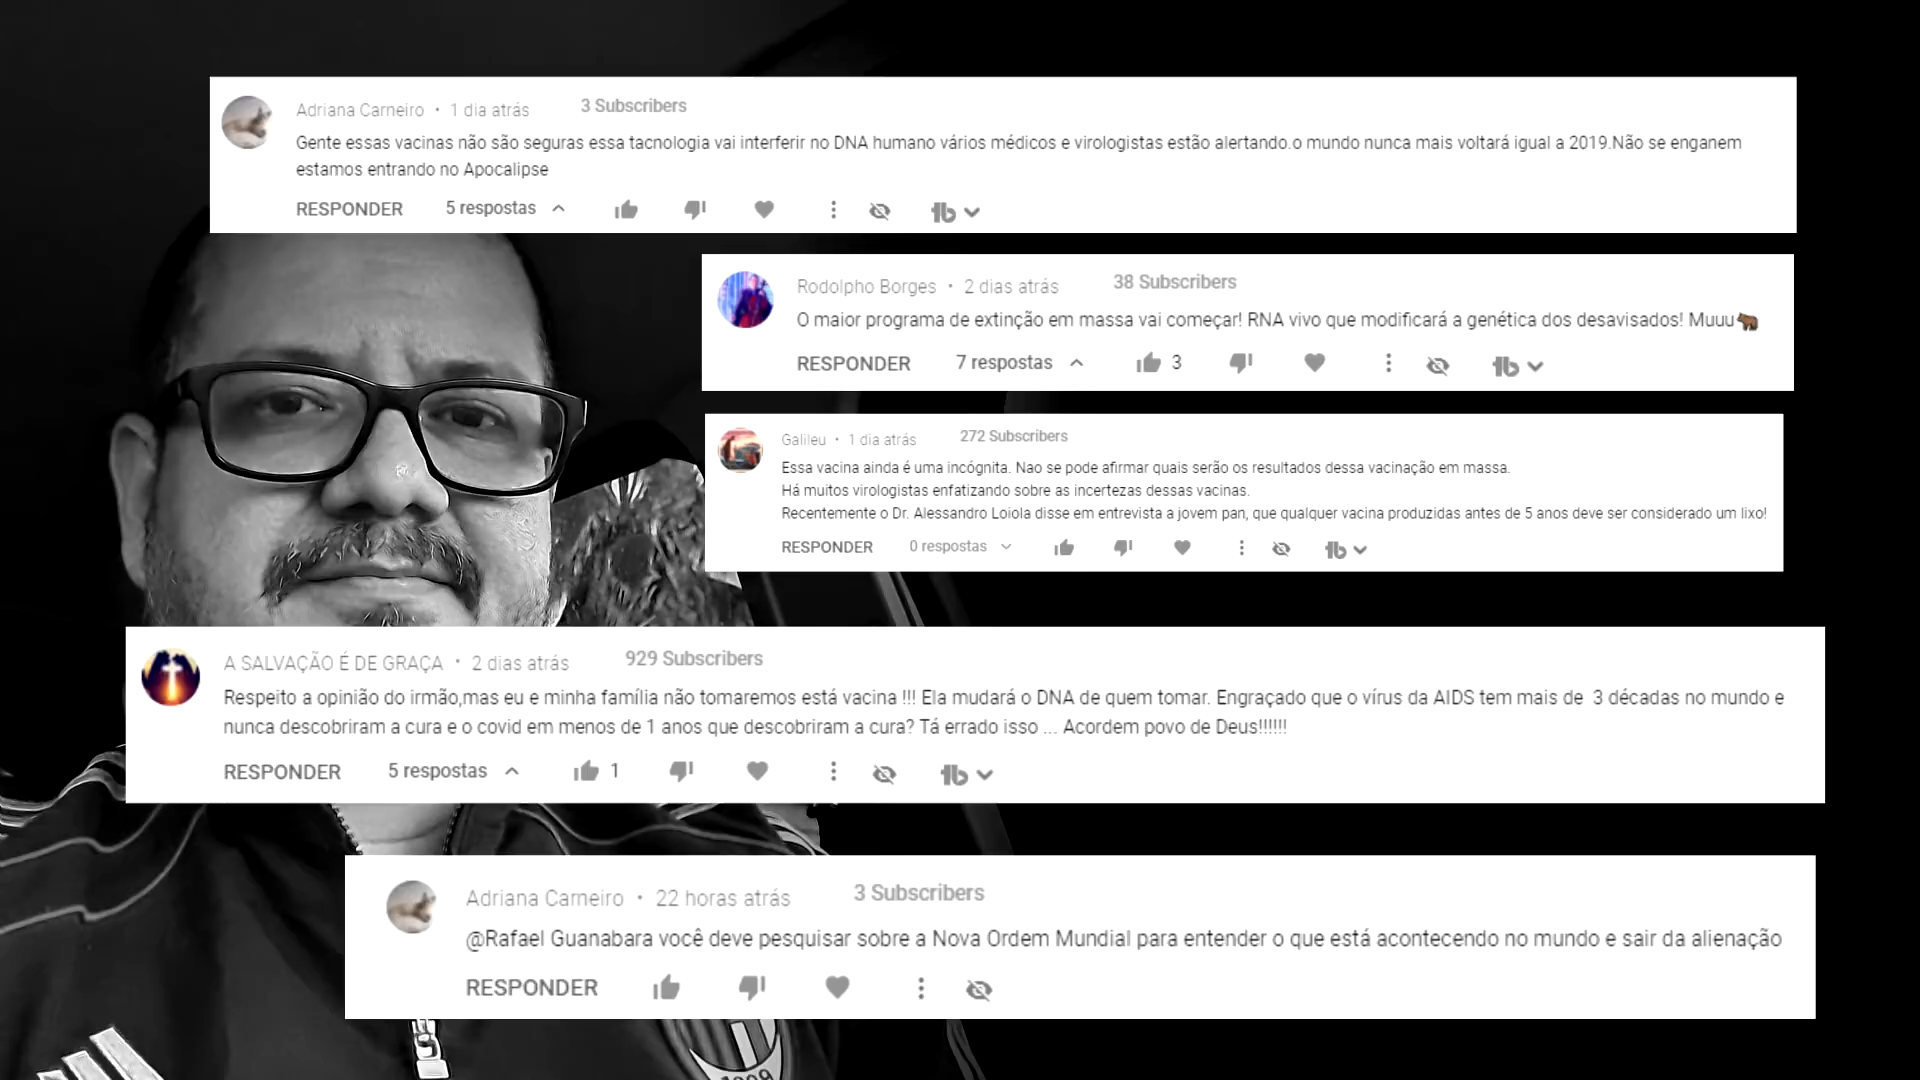 Adriana Carneiro • 1 dia atrás 3 Subscribers
Gente essas vacinas não são seguras essa tacnologia vai interferir no DNA humano vários médicos e virologistas estão alertando.o mundo nunca mais voltará igual a 2019.Não se enganem
estamos entrando no Apocalipse
RESPONDER 5 respostas
Rodolpho Borges • 2 dias atrás 38 Subscribers
O maior programa de extinção em massa vai começar! RNA vivo que modificará a genética dos desavisados! Muuu🐂
RESPONDER 7 respostas 3
Galileu • 1 dia atrás 272 Subscribers
Essa vacina ainda é uma incógnita. Nao se pode afirmar quais serão os resultados dessa vacinação em massa.
Há muitos virologistas enfatizando sobre as incertezas dessas vacinas.
Recentemente o Dr. Alessandro Loiola disse em entrevista a jovem pan, que qualquer vacina produzidas antes de 5 anos deve ser considerado um lixo!
RESPONDER 0 respostas
A SALVAÇÃO É DE GRAÇA • 2 dias atrás 929 Subscribers
Respeito a opinião do irmão,mas eu e minha família não tomaremos está vacina !!! Ela mudará o DNA de quem tomar. Engraçado que o vírus da AIDS tem mais de 3 décadas no mundo e
nunca descobriram a cura e o covid em menos de 1 anos que descobriram a cura? Tá errado isso ... Acordem povo de Deus!!!!!!
RESPONDER 5 respostas 1
Adriana Carneiro • 22 horas atrás 3 Subscribers
@Rafael Guanabara você deve pesquisar sobre a Nova Ordem Mundial para entender o que está acontecendo no mundo e sair da alienação
RESPONDER